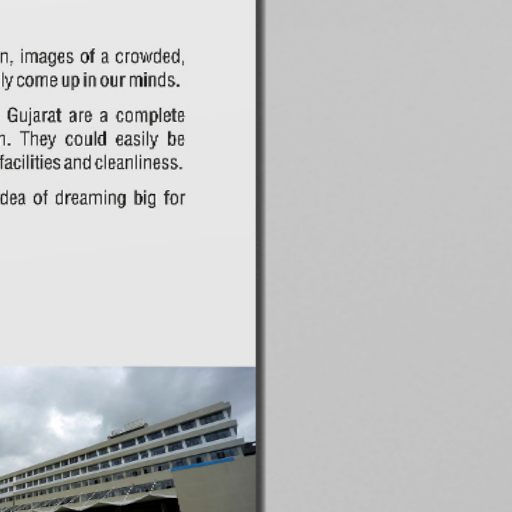 n, images of a crowded,
ly come up in our minds.
Gujarat are a complete
n. They could easily be
facilities and cleanliness.
dea of dreaming big for